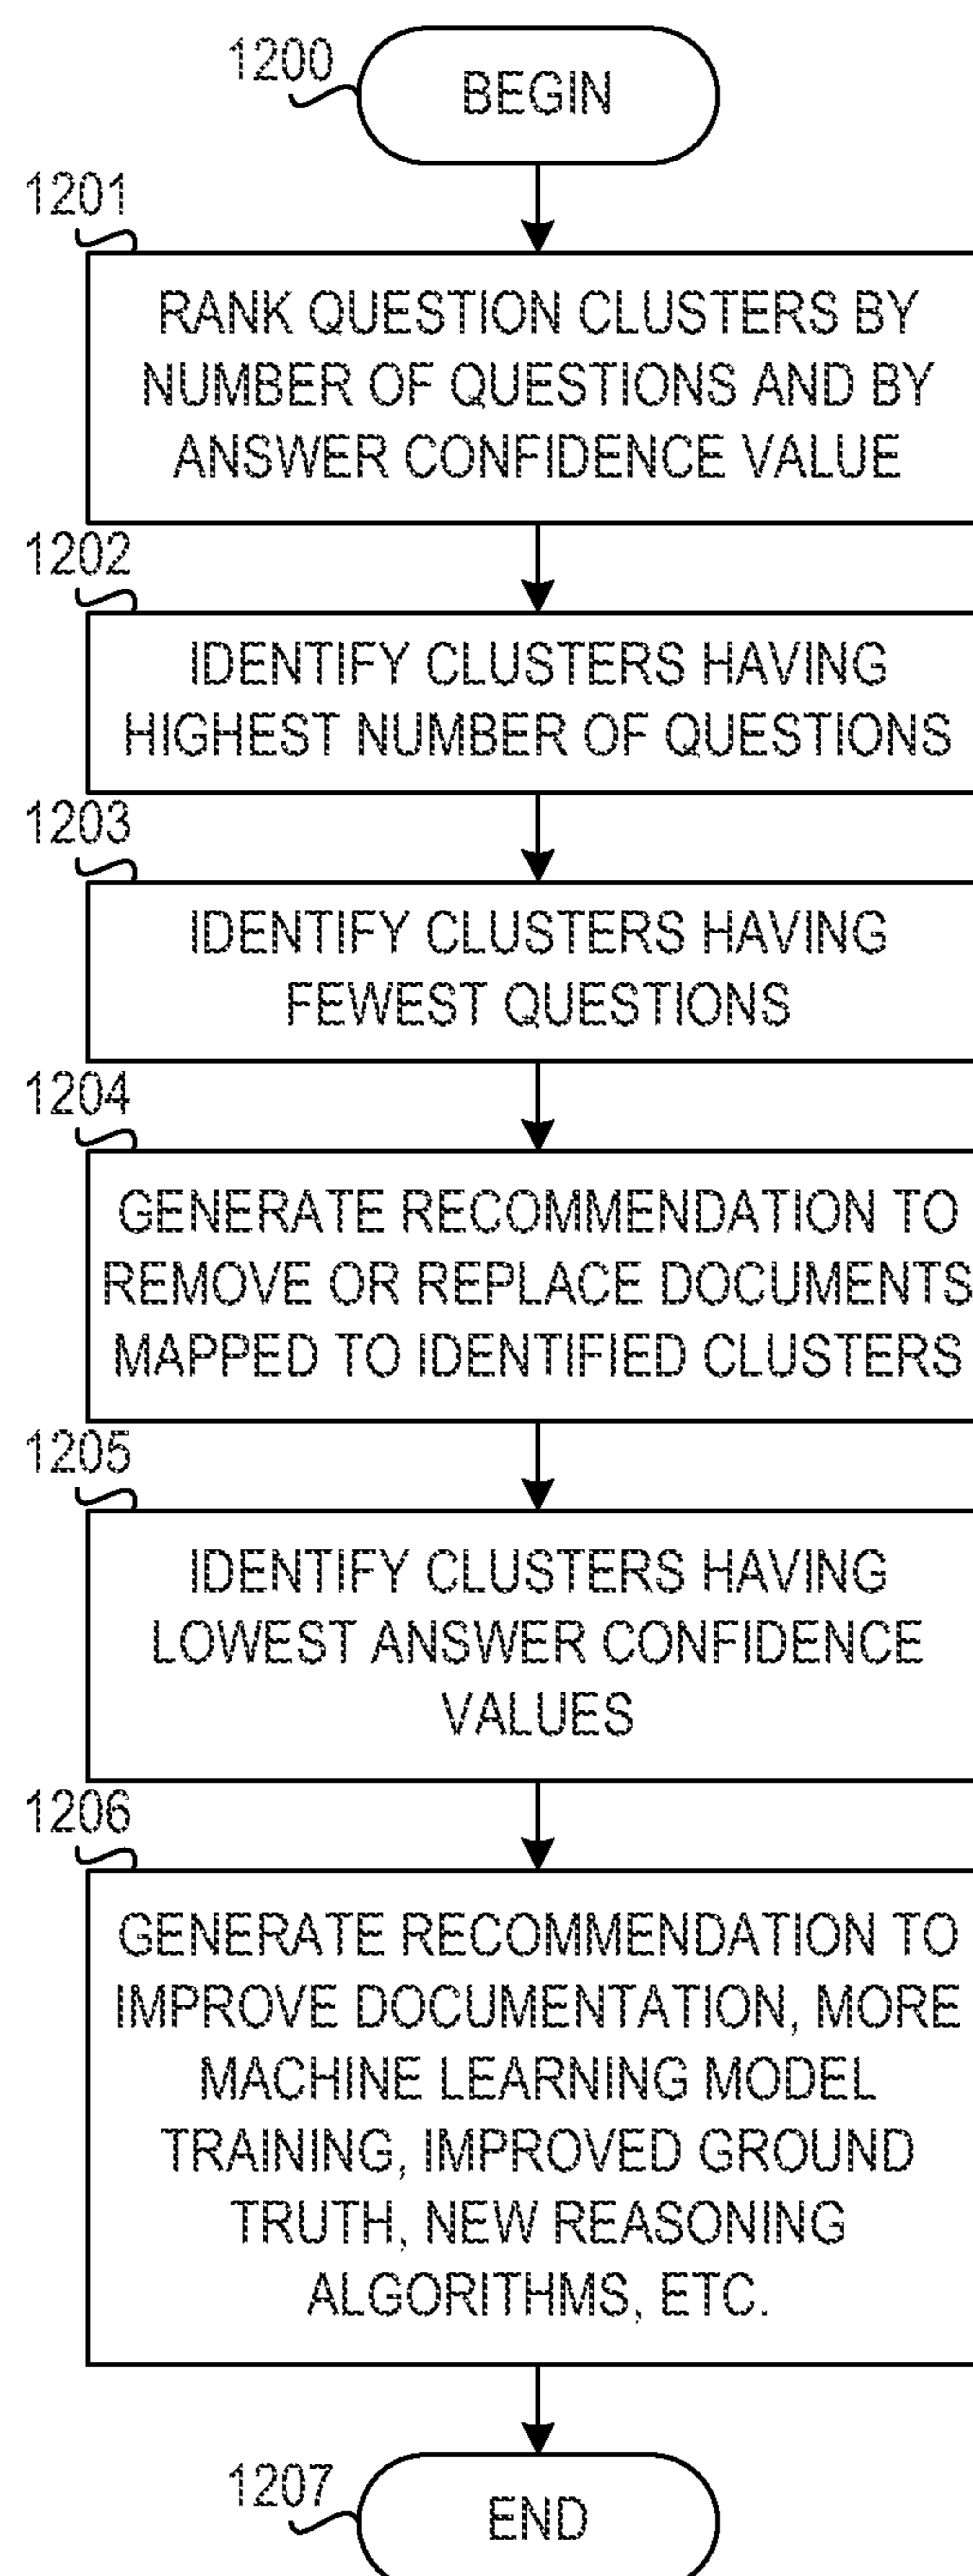 1200
BEGIN
1201
RANK QUESTION CLUSTERS BY
NUMBER OF QUESTIONS AND BY
ANSWER CONFIDENCE VALUE
1202
IDENTIFY CLUSTERS HAVING
HIGHEST NUMBER OF QUESTIONS
1203
IDENTIFY CLUSTERS HAVING
FEWEST QUESTIONS
1204
GENERATE RECOMMENDATION TO
REMOVE OR REPLACE DOCUMENTS
MAPPED TO IDENTIFIED CLUSTERS
1205
IDENTIFY CLUSTERS HAVING
LOWEST ANSWER CONFIDENCE
VALUES
1206
GENERATE RECOMMENDATION TO
IMPROVE DOCUMENTATION, MORE
MACHINE LEARNING MODEL
TRAINING, IMPROVED GROUND
TRUTH, NEW REASONING
ALGORITHMS, ETC.
1207
END